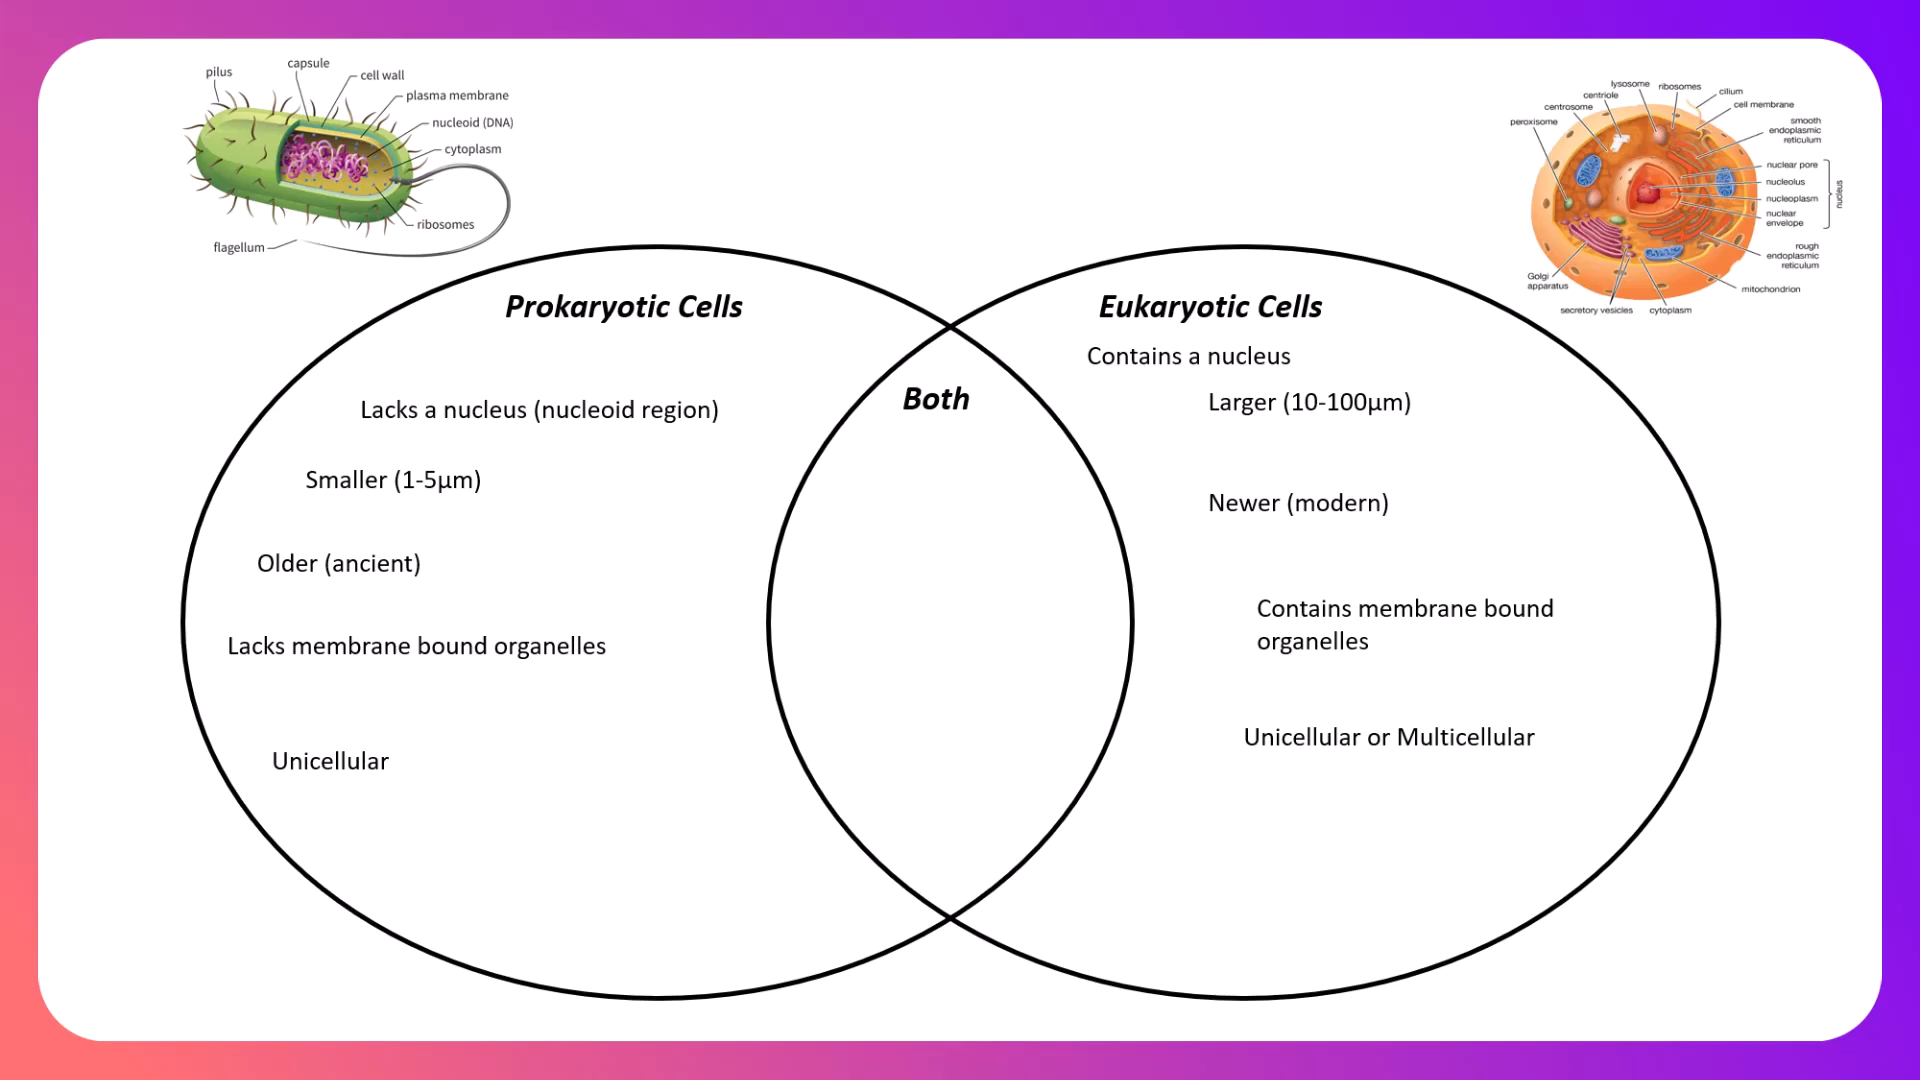 pilus
capsule
cell wall
plasma membrane
nucleoid (DNA)
cytoplasm
ribosomes
flagellum
lysosome
ribosomes
centriole
cilium
centrosome
cell membrane
peroxisome
smooth
endoplasmic
reticulum
nuclear pore
nucleolus
nucleoplasm
nuclear
envelope
nucleus
rough
endoplasmic
reticulum
Golgi
apparatus
mitochondrion
secretory vesicles
cytoplasm
Prokaryotic Cells
Lacks a nucleus (nucleoid region)
Smaller (1-5µm)
Older (ancient)
Lacks membrane bound organelles
Unicellular
Both
Eukaryotic Cells
Contains a nucleus
Larger (10-100µm)
Newer (modern)
Contains membrane bound
organelles
Unicellular or Multicellular